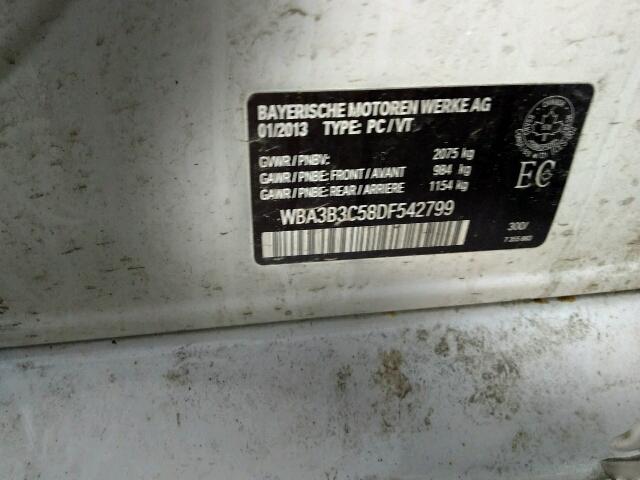 BAYERISCHE MOTOREN WERKE AG
01/2013 TYPE: PC/VT
GVWR/PNBV: 2075 kg
GAWR/PNBE: FRONT/AVANT 984 kg
GAWR/PNBE: REAR/ARRIERE 1154 kg
WBA3B3C58DF542799
EC
300/